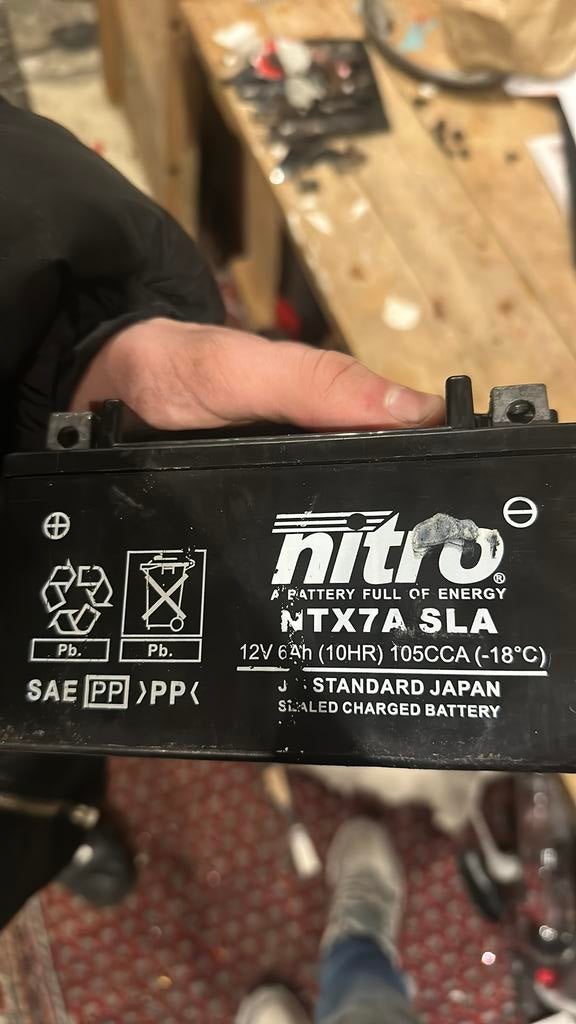 nitro®
A BATTERY FULL OF ENERGY
NTX7A SLA
12V 6Ah (10HR) 105CCA (-18°C)
STANDARD JAPAN
SEALED CHARGED BATTERY
Pb. Pb.
SAE PP >PP<